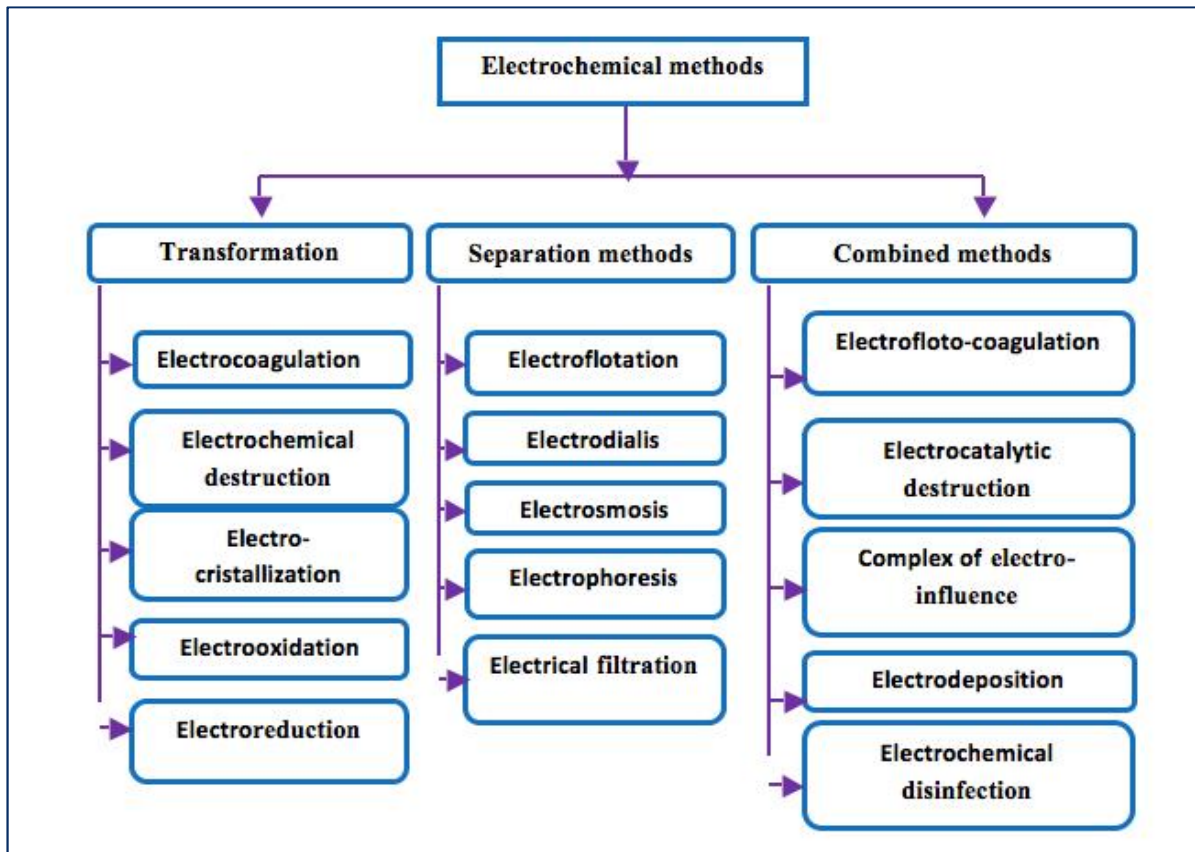 Electrochemical methods
Transformation
Separation methods
Combined methods
Electrocoagulation
Electrochemical
destruction
Electro-
cristallization
Electrooxidation
Electroreduction
Electroflotation
Electrodialis
Electrosmosis
Electrophoresis
Electrical filtration
Electrofloto-coagulation
Electrocatalytic
destruction
Complex of electro-
influence
Electrodeposition
Electrochemical
disinfection